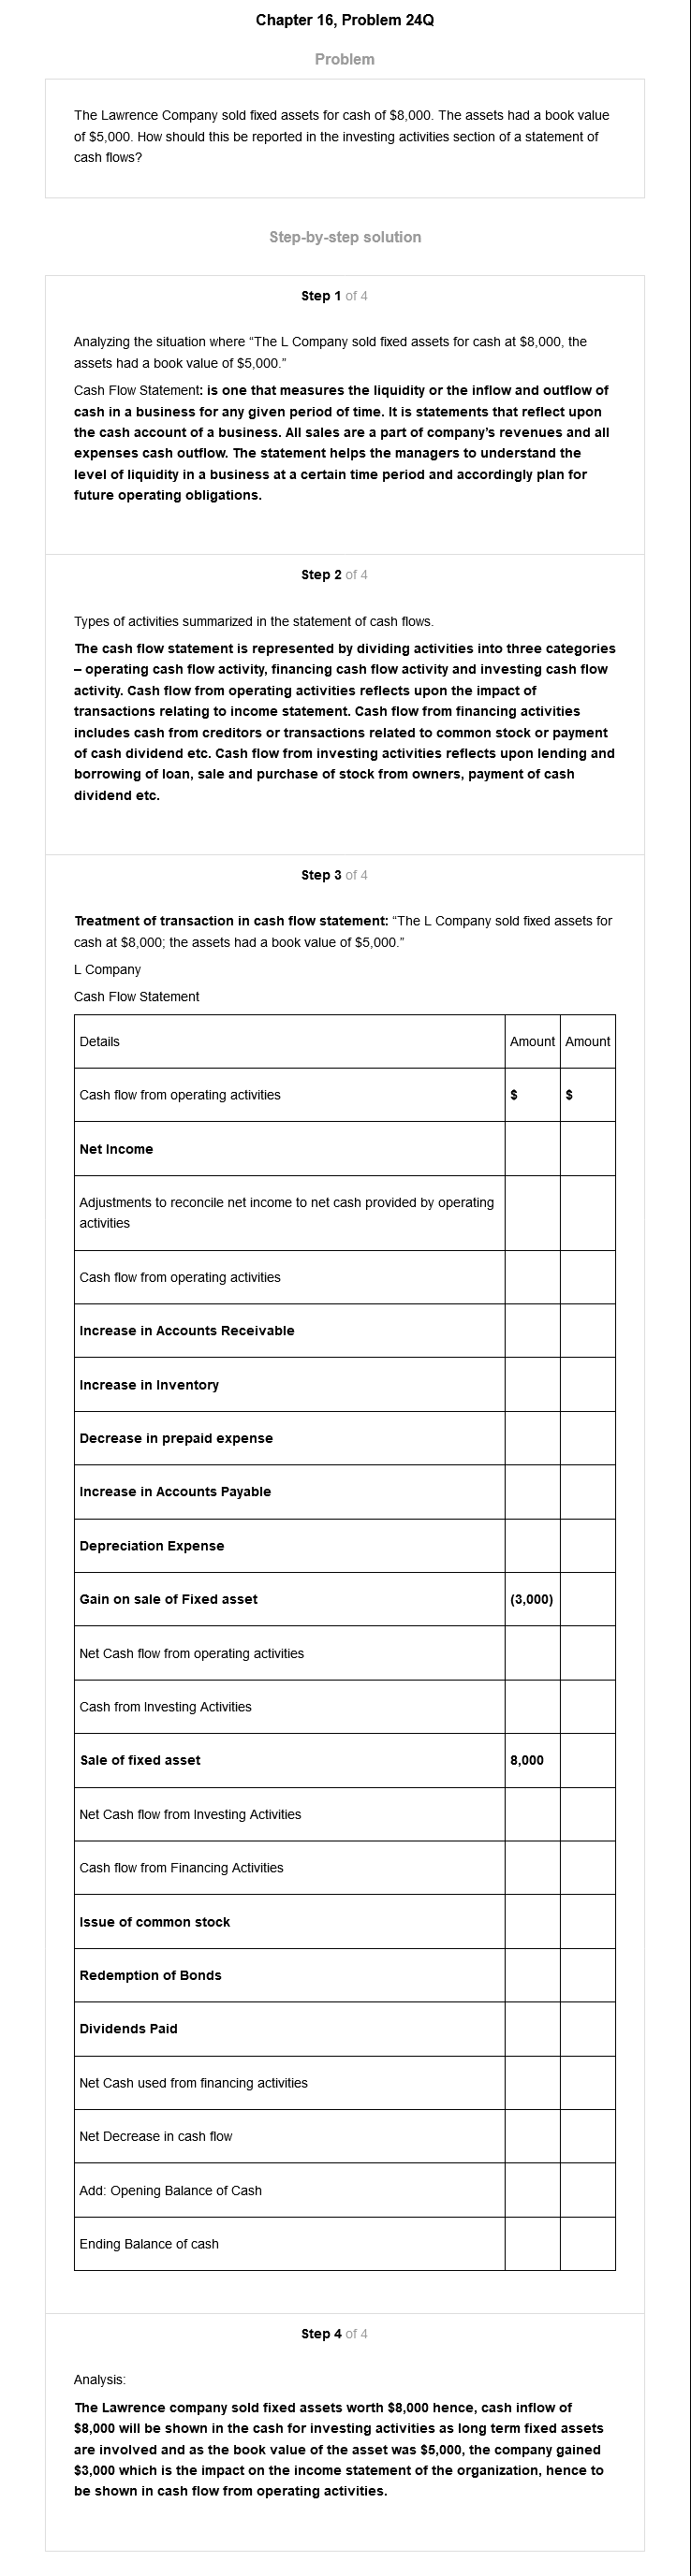 Chapter 16, Problem 24Q
Problem
The Lawrence Company sold fixed assets for cash of $8,000. The assets had a book value
of $5,000. How should this be reported in the investing activities section of a statement of
cash flows?
Step-by-step solution
Step 1 of 4
Analyzing the situation where “The L Company sold fixed assets for cash at $8,000, the
assets had a book value of $5,000.”
Cash Flow Statement: is one that measures the liquidity or the inflow and outflow of
cash in a business for any given period of time. It is statements that reflect upon
the cash account of a business. All sales are a part of company’s revenues and all
expenses cash outflow. The statement helps the managers to understand the
level of liquidity in a business at a certain time period and accordingly plan for
future operating obligations.
Step 2 of 4
Types of activities summarized in the statement of cash flows.
The cash flow statement is represented by dividing activities into three categories
– operating cash flow activity, financing cash flow activity and investing cash flow
activity. Cash flow from operating activities reflects upon the impact of
transactions relating to income statement. Cash flow from financing activities
includes cash from creditors or transactions related to common stock or payment
of cash dividend etc. Cash flow from investing activities reflects upon lending and
borrowing of loan, sale and purchase of stock from owners, payment of cash
dividend etc.
Step 3 of 4
Treatment of transaction in cash flow statement: “The L Company sold fixed assets for
cash at $8,000; the assets had a book value of $5,000.”
L Company
Cash Flow Statement
Details Amount Amount
Cash flow from operating activities $ $
Net Income
Adjustments to reconcile net income to net cash provided by operating
activities
Cash flow from operating activities
Increase in Accounts Receivable
Increase in Inventory
Decrease in prepaid expense
Increase in Accounts Payable
Depreciation Expense
Gain on sale of Fixed asset (3,000)
Net Cash flow from operating activities
Cash from Investing Activities
Sale of fixed asset 8,000
Net Cash flow from Investing Activities
Cash flow from Financing Activities
Issue of common stock
Redemption of Bonds
Dividends Paid
Net Cash used from financing activities
Net Decrease in cash flow
Add: Opening Balance of Cash
Ending Balance of cash
Step 4 of 4
Analysis:
The Lawrence company sold fixed assets worth $8,000 hence, cash inflow of
$8,000 will be shown in the cash for investing activities as long term fixed assets
are involved and as the book value of the asset was $5,000, the company gained
$3,000 which is the impact on the income statement of the organization, hence to
be shown in cash flow from operating activities.